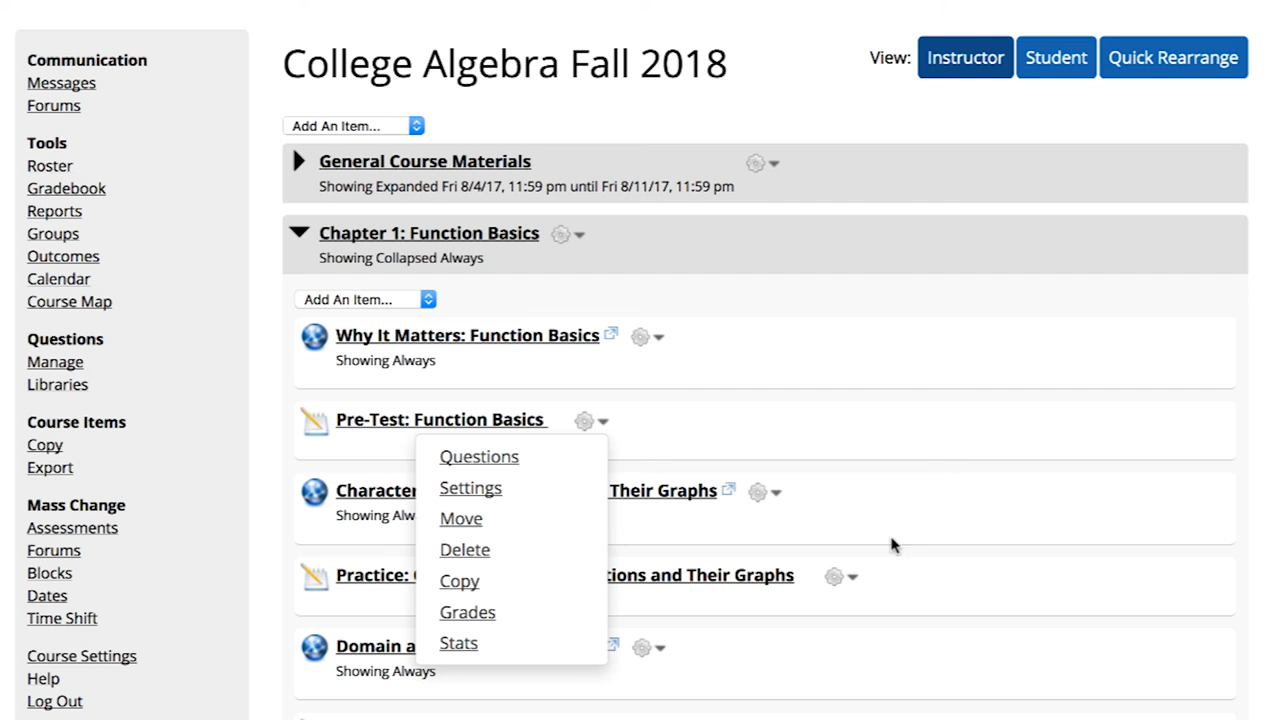 Communication
Messages
Forums
Tools
Roster
Gradebook
Reports
Groups
Outcomes
Calendar
Course Map
Questions
Manage
Libraries
Course Items
Copy
Export
Mass Change
Assessments
Forums
Blocks
Dates
Time Shift
Course Settings
Help
Log Out
College Algebra Fall 2018
View: Instructor Student Quick Rearrange
Add An Item...
General Course Materials
Showing Expanded Fri 8/4/17, 11:59 pm until Fri 8/11/17, 11:59 pm
Chapter 1: Function Basics
Showing Collapsed Always
Add An Item...
Why It Matters: Function Basics
Showing Always
Pre-Test: Function Basics
Questions
Settings
Move
Delete
Copy
Grades
Stats
Their Graphs
Practice:
and Their Graphs
Domain
Showing Always